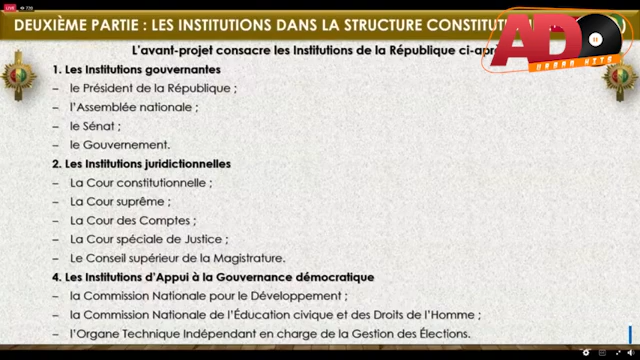 LIVE 720
DEUXIÈME PARTIE : LES INSTITUTIONS DANS LA STRUCTURE
ADO
URBAN HITS
L'avant-projet consacre les Institutions de la République
1. Les Institutions gouvernantes
– le Président de la République ;
– l'Assemblée nationale ;
– le Sénat ;
– le Gouvernement.
2. Les Institutions juridictionnelles
– La Cour constitutionnelle ;
– La Cour suprême ;
– La Cour des Comptes ;
– La Cour spéciale de Justice ;
– Le Conseil supérieur de la Magistrature.
4. Les Institutions d'Appui à la Gouvernance démocratique
– la Commission Nationale pour le Développement ;
– la Commission Nationale de l'Éducation civique et des Droits de l'Homme ;
– l'Organe Technique Indépendant en charge de la Gestion des Élections.